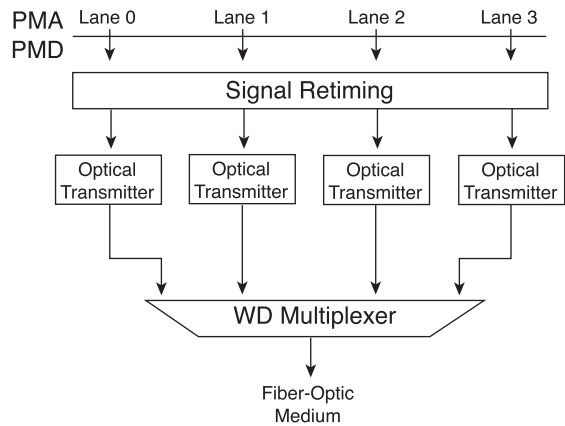 PMA Lane 0 Lane 1 Lane 2 Lane 3
PMD
Signal Retiming
Optical Transmitter
Optical Transmitter
Optical Transmitter
Optical Transmitter
WD Multiplexer
Fiber-Optic
Medium